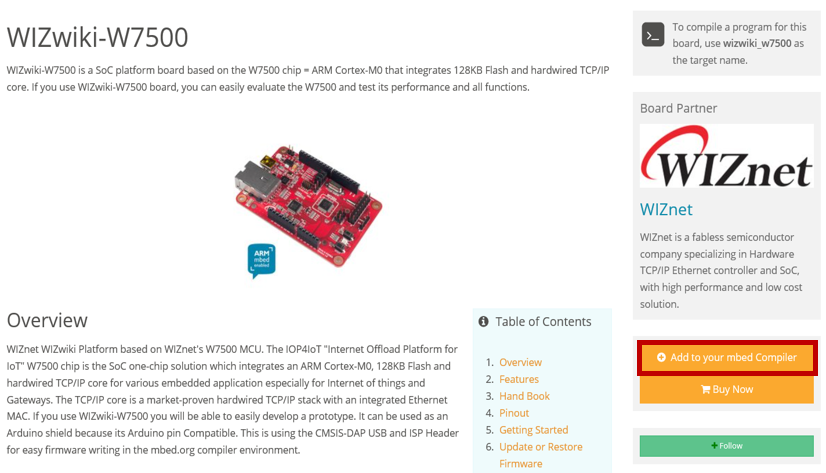 WIZwiki-W7500
WIZwiki-W7500 is a SoC platform board based on the W7500 chip = ARM Cortex-M0 that integrates 128KB Flash and hardwired TCP/IP
core. If you use WIZwiki-W7500 board, you can easily evaluate the W7500 and test its performance and all functions.
ARM
mbed
enabled
Overview
WIZnet WIZwiki Platform based on WIZnet's W7500 MCU. The IOP4IoT "Internet Offload Platform for
IoT" W7500 chip is the SoC one-chip solution which integrates an ARM Cortex-M0, 128KB Flash and
hardwired TCP/IP core for various embedded application especially for Internet of things and
Gateways. The TCP/IP core is a market-proven hardwired TCP/IP stack with an integrated Ethernet
MAC. If you use WIZwiki-W7500 you will be able to easily develop a prototype. It can be used as an
Arduino shield because its Arduino pin Compatible. This is using the CMSIS-DAP USB and ISP Header
for easy firmware writing in the mbed.org compiler environment.
Table of Contents
1. Overview
2. Features
3. Hand Book
4. Pinout
5. Getting Started
6. Update or Restore
Firmware
To compile a program for this
board, use wizwiki_w7500 as
the target name.
Board Partner
WIZnet
WIZnet
WIZnet is a fabless semiconductor
company specializing in Hardware
TCP/IP Ethernet controller and SoC,
with high performance and low cost
solution.
Add to your mbed Compiler
Buy Now
Follow